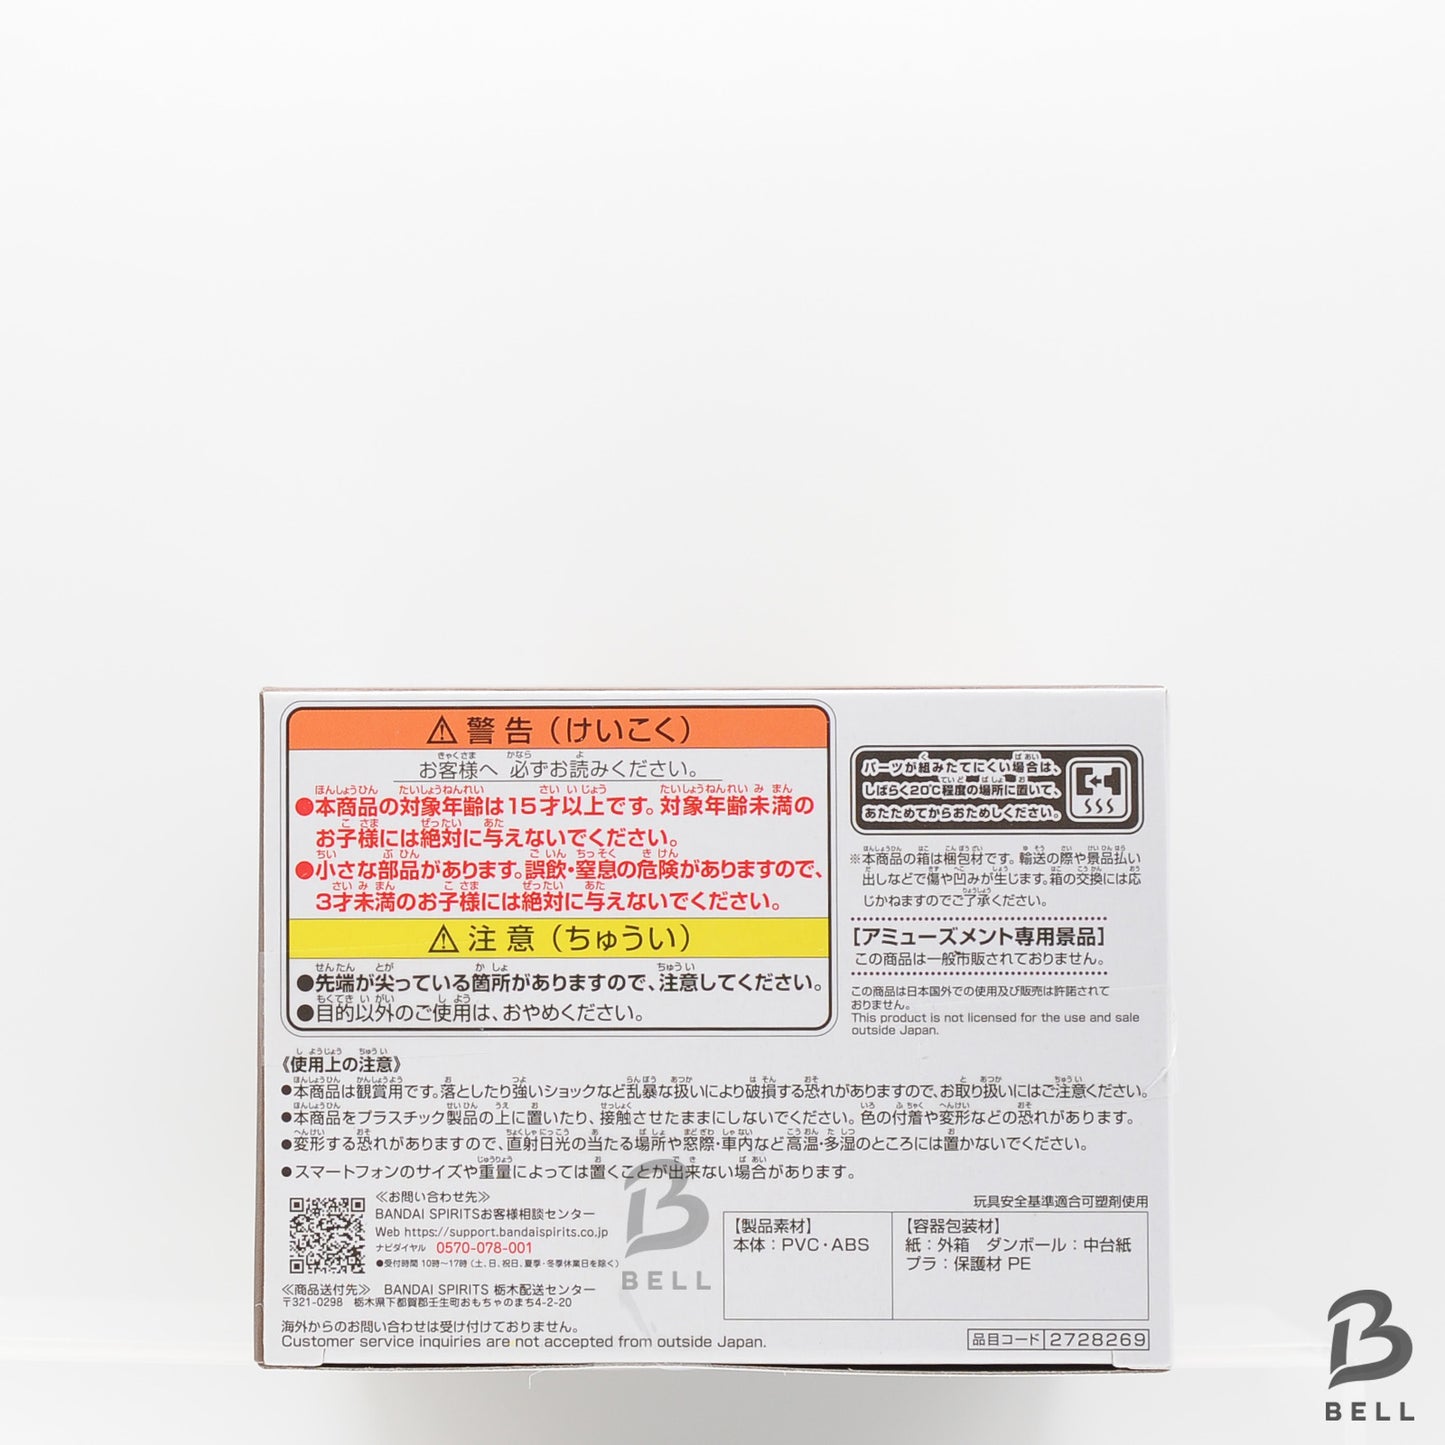 ⚠警告（けいこく）
お客様へ 必ずお読みください。
●本商品の対象年齢は15才以上です。対象年齢未満の
お子様には絶対に与えないでください。
●小さな部品があります。誤飲・窒息の危険がありますので、
3才未満のお子様には絶対に与えないでください。
⚠注意（ちゅうい）
●先端が尖っている箇所がありますので、注意してください。
●目的以外のご使用は、おやめください。
パーツが組みたてにくい場合は、
しばらく20℃程度の場所に置いて、
あたためてからおためしください。
※本商品の箱は梱包材です。輸送の際や景品払い
出しなどで傷や凹みが生じます。箱の交換には応
じかねますのでご了承ください。
［アミューズメント専用景品］
この商品は一般市販されておりません。
この商品は日本国外での使用及び販売は許諾されて
おりません。
This product is not licensed for the use and sale
outside Japan.
《使用上の注意》
●本商品は観賞用です。落としたり強いショックなど乱暴な扱いにより破損する恐れがありますので、お取り扱いにはご注意ください。
●本商品をプラスチック製品の上に置いたり、接触させたままにしないでください。色の付着や変形などの恐れがあります。
●変形する恐れがありますので、直射日光の当たる場所や窓際・車内など高温・多湿のところには置かないでください。
●スマートフォンのサイズや重量によっては置くことが出来ない場合があります。
≪お問い合わせ先≫
BANDAI SPIRITSお客様相談センター
Web https://support.bandaispirits.co.jp
ナビダイヤル 0570-078-001
●受付時間 10時～17時（土、日、祝日、夏季・冬季休業日を除く）
≪商品送付先≫ BANDAI SPIRITS 栃木配送センター
〒321-0298 栃木県下都賀郡壬生町おもちゃのまち4-2-20
海外からのお問い合わせは受け付けておりません。
Customer service inquiries are not accepted from outside Japan.
玩具安全基準適合可塑剤使用
【製品素材】
本体：PVC・ABS
【容器包装材】
紙：外箱 ダンボール：中台紙
プラ：保護材 PE
品目コード 2728269
BELL
BELL